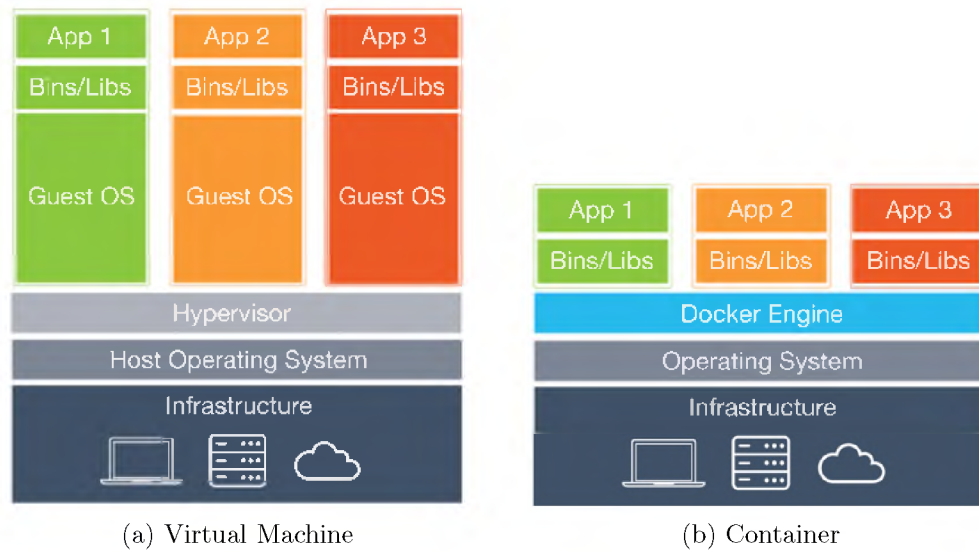 App 1
App 2
App 3
Bins/Libs
Bins/Libs
Bins/Libs
Guest OS
Guest OS
Guest OS
Hypervisor
Host Operating System
Infrastructure
(a) Virtual Machine
App 1
App 2
App 3
Bins/Libs
Bins/Libs
Bins/Libs
Docker Engine
Operating System
Infrastructure
(b) Container